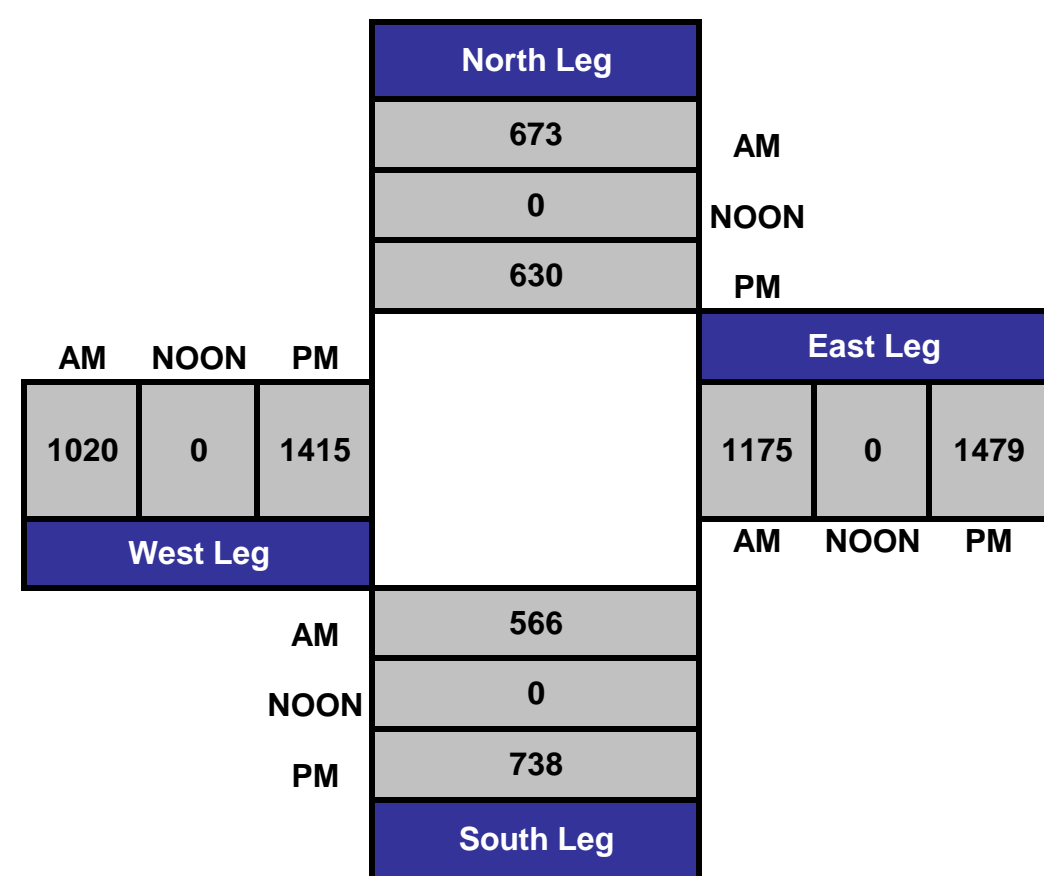 North Leg
673 AM
0 NOON
630 PM
East Leg
AM NOON PM
1020 0 1415
1175 0 1479
West Leg
AM NOON PM
AM 566
NOON 0
PM 738
South Leg